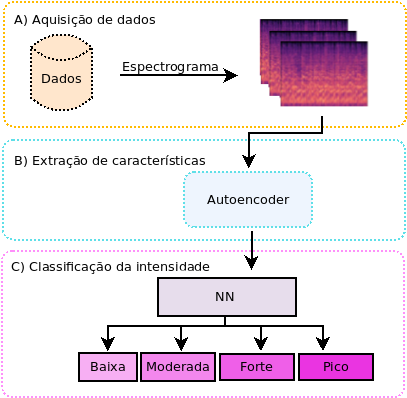 A) Aquisição de dados
Dados
Espectrograma
B) Extração de características
Autoencoder
C) Classificação da intensidade
NN
Baixa
Moderada
Forte
Pico